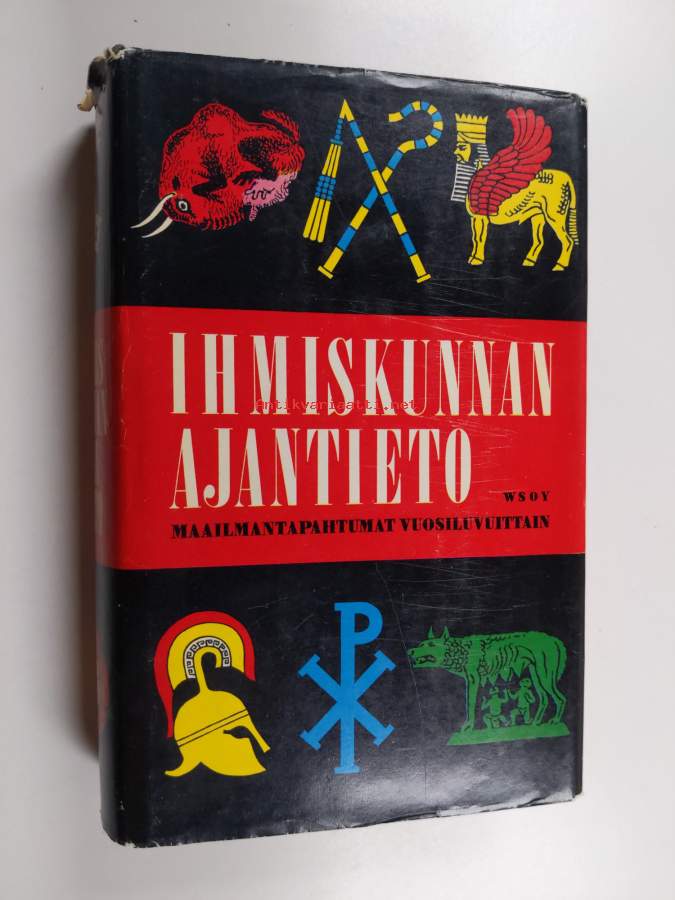 IHMISKUNNAN
antikvariaatti.net
AJANTIETO
WSOY
MAAILMANTAPAHTUMAT VUOSILUVUITTAIN